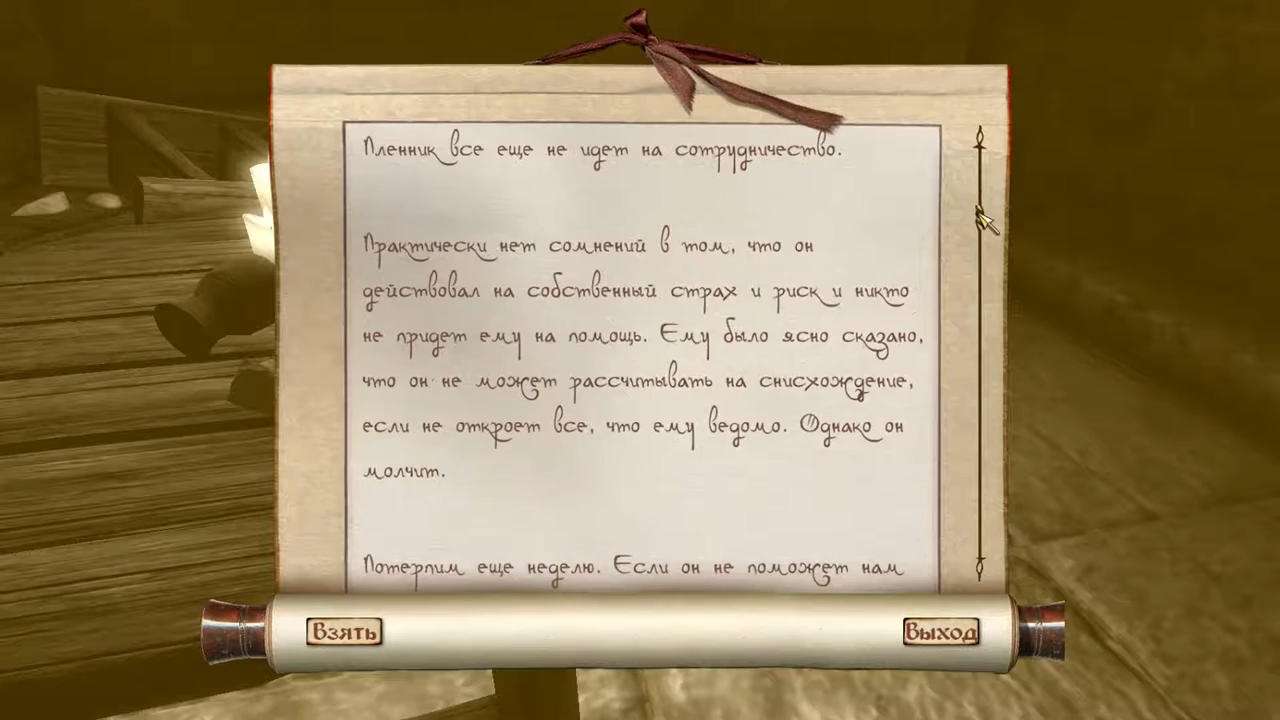 Пленник все еще не идет на сотрудничество.
Практически нет сомнений в том, что он
действовал на собственный страх и риск и никто
не придет ему на помощь. Ему было ясно сказано,
что он не может рассчитывать на снисхождение,
если не откроет все, что ему ведомо. Однако он
молчит.
Потерпим еще неделю. Если он не поможет нам
Взять
Выход